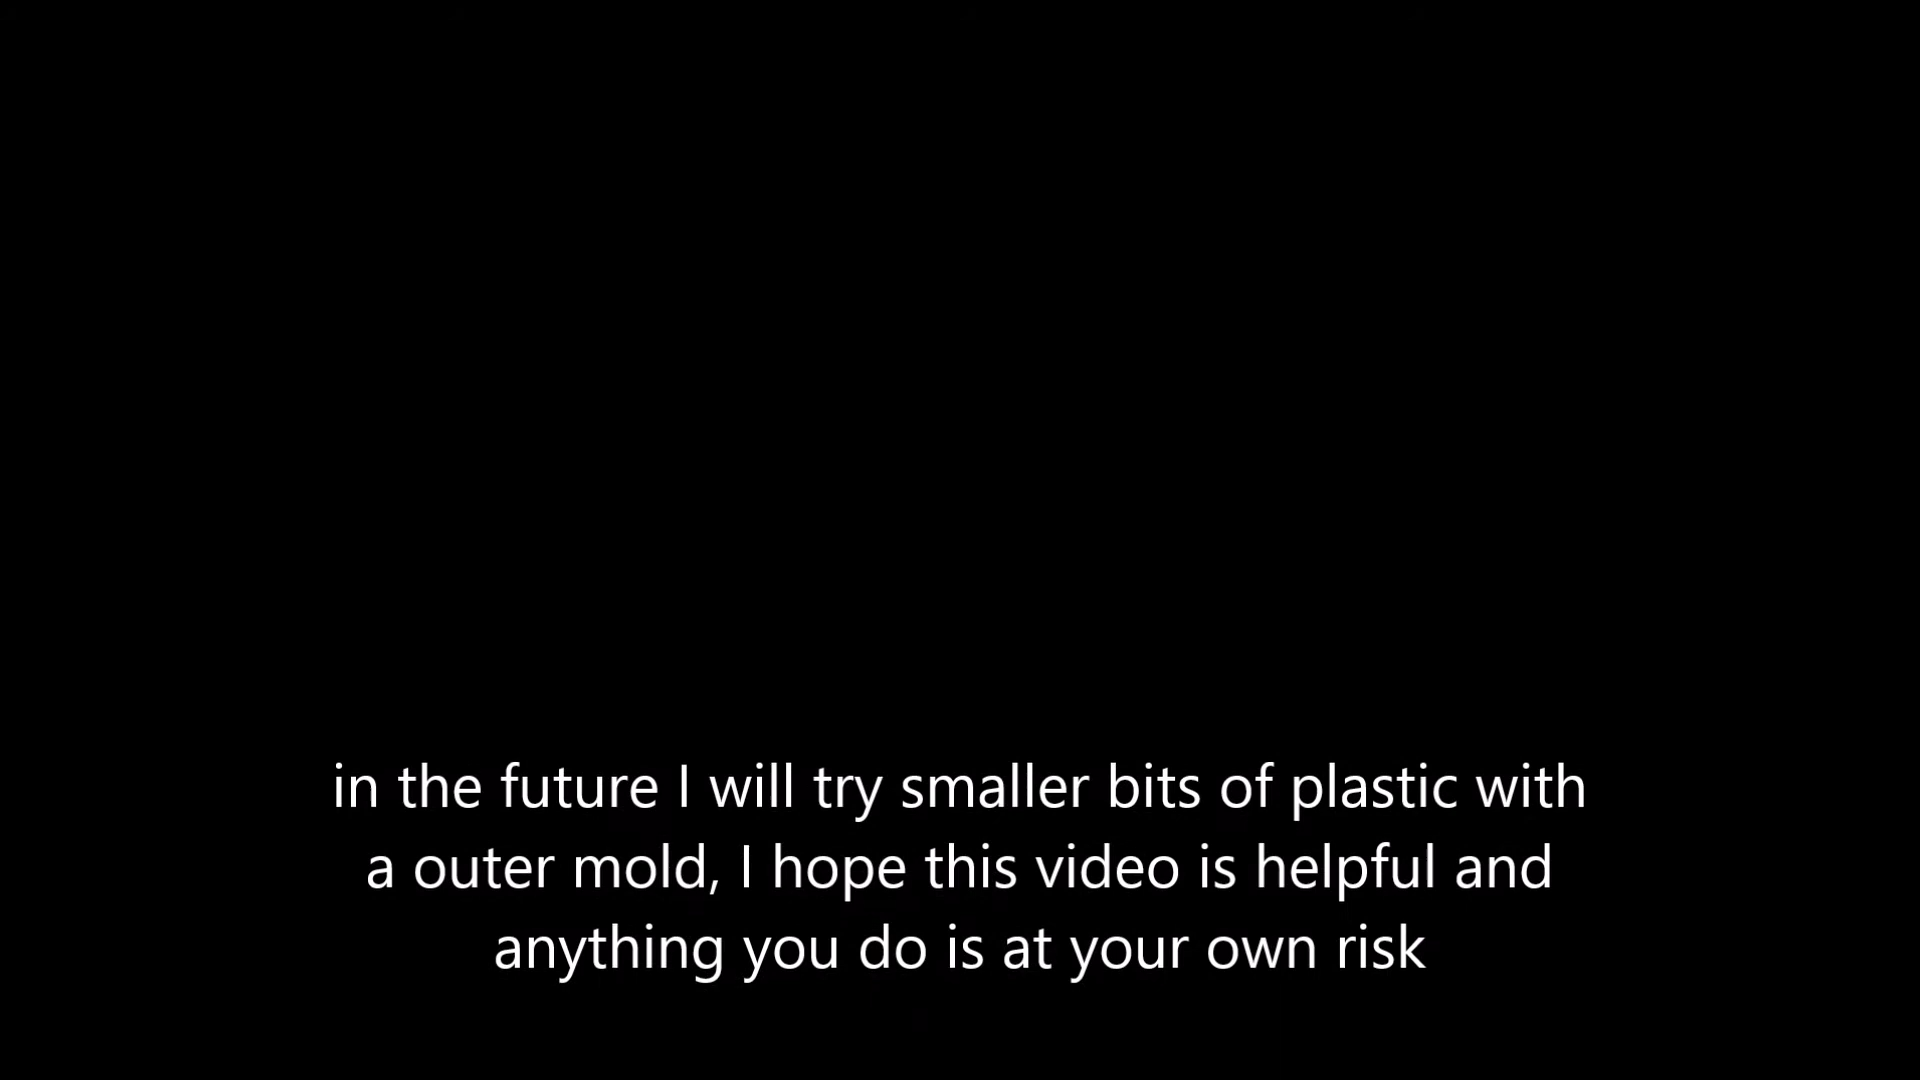 in the future I will try smaller bits of plastic with
a outer mold, I hope this video is helpful and
anything you do is at your own risk